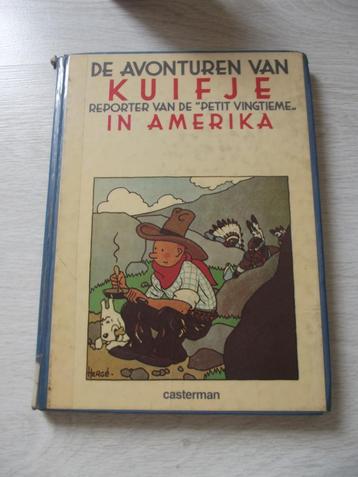 DE AVONTUREN VAN
KUIFJE
REPORTER VAN DE "PETIT VINGTIEME„
IN AMERIKA
HERGÉ.
casterman